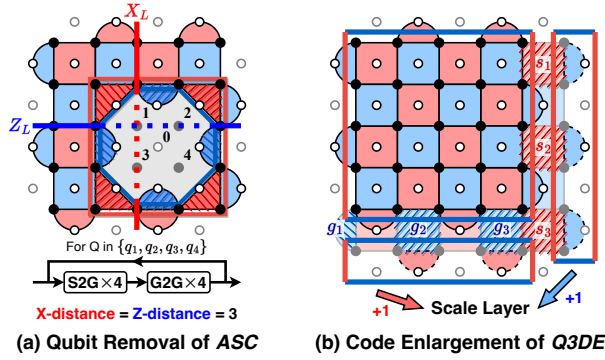 X_L
Z_L
1
2
0
3
4
For Q in {q₁, q₂, q₃, q₄}
S2G×4
G2G×4
X-distance = Z-distance = 3
(a) Qubit Removal of ASC
s₁
s₂
g₁
g₂
g₃
s₃
+1
Scale Layer
+1
(b) Code Enlargement of Q3DE